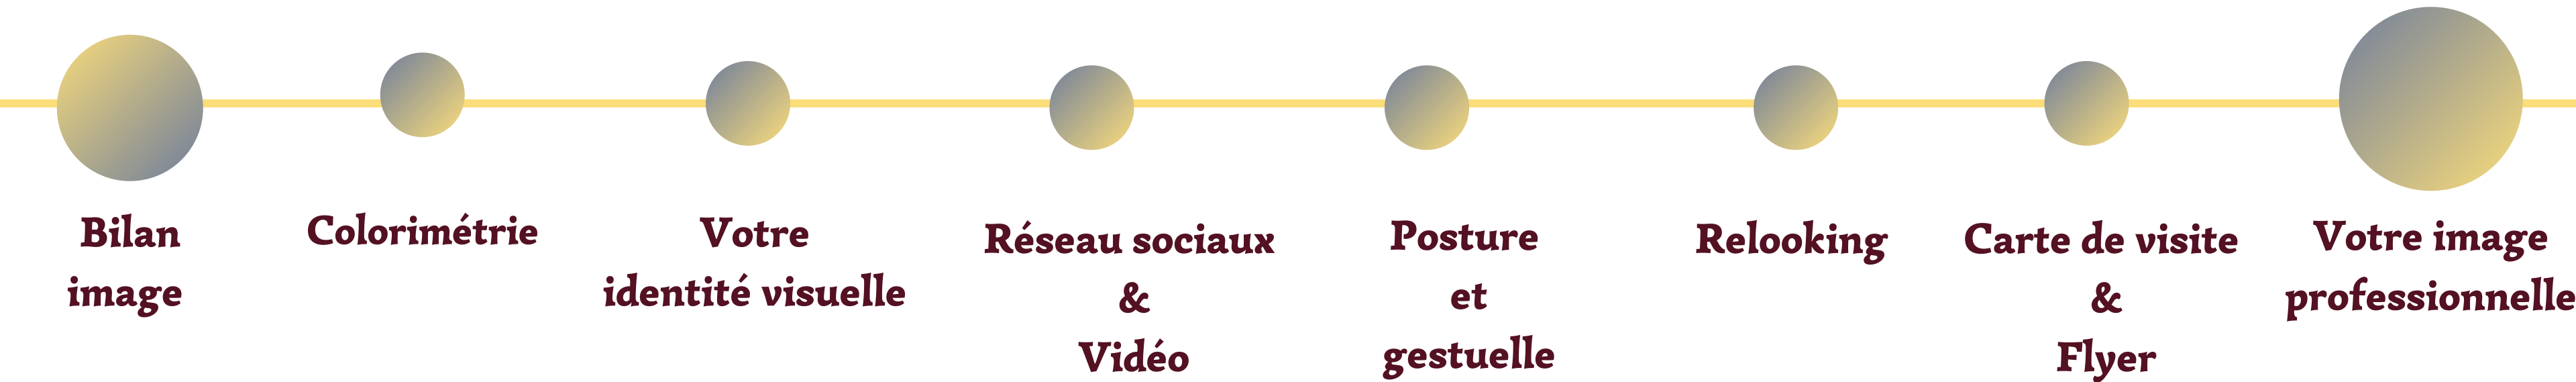 Bilan
image
Colorimétrie
Votre
identité visuelle
Réseau sociaux
&
Vidéo
Posture
et
gestuelle
Relooking
Carte de visite
&
Flyer
Votre image
professionnelle